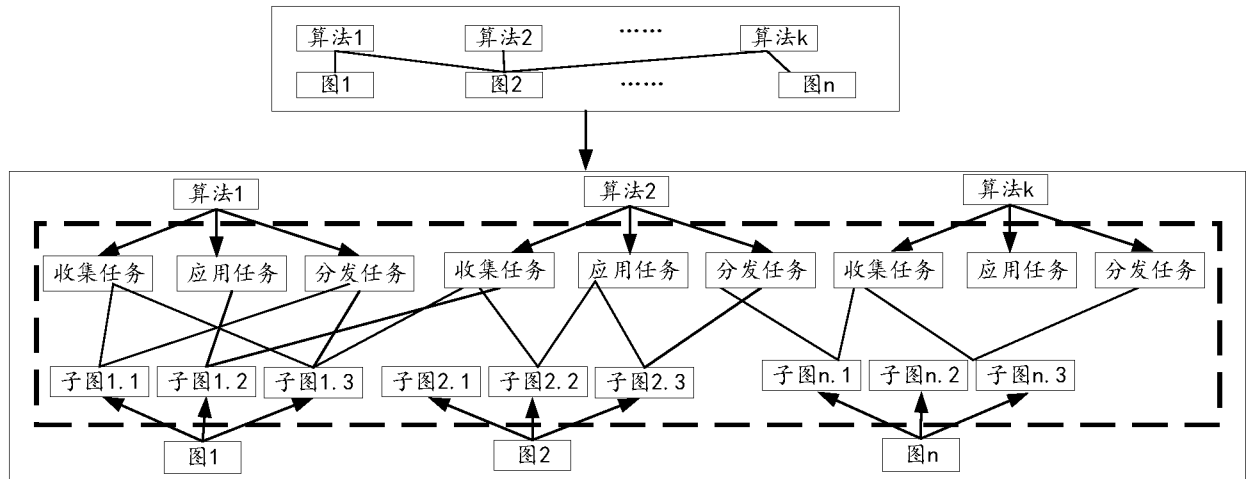 算法1 算法2 …… 算法k
图1 图2 …… 图n
算法1 算法2 算法k
收集任务 应用任务 分发任务 收集任务 应用任务 分发任务 收集任务 应用任务 分发任务
子图1.1 子图1.2 子图1.3 子图2.1 子图2.2 子图2.3 子图n.1 子图n.2 子图n.3
图1 图2 图n